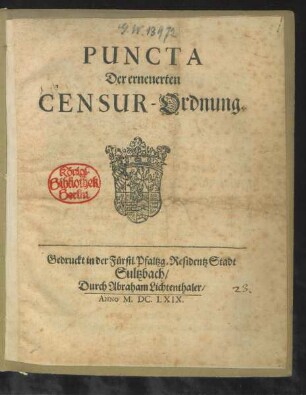 PUNCTA
Der erneuerten
CENSUR-Ordnung.
Königl.
Bibliothek
Berlin
Gedruckt in der Fürstl. Pfaltzg. Residentz Stadt
Sultzbach/
Durch Abraham Lichtenthaler/
ANNO M. DC. LXIX.
23.